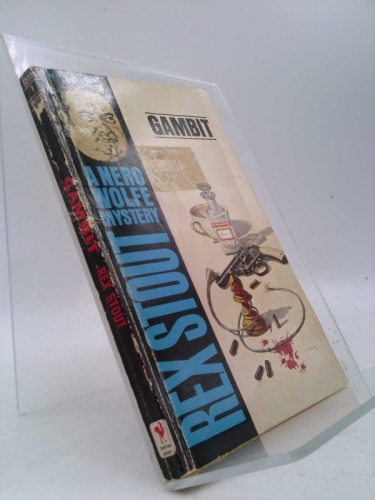 GAMBIT
A NERO
WOLFE
MYSTERY
REX STOUT
GAMBIT
REX STOUT